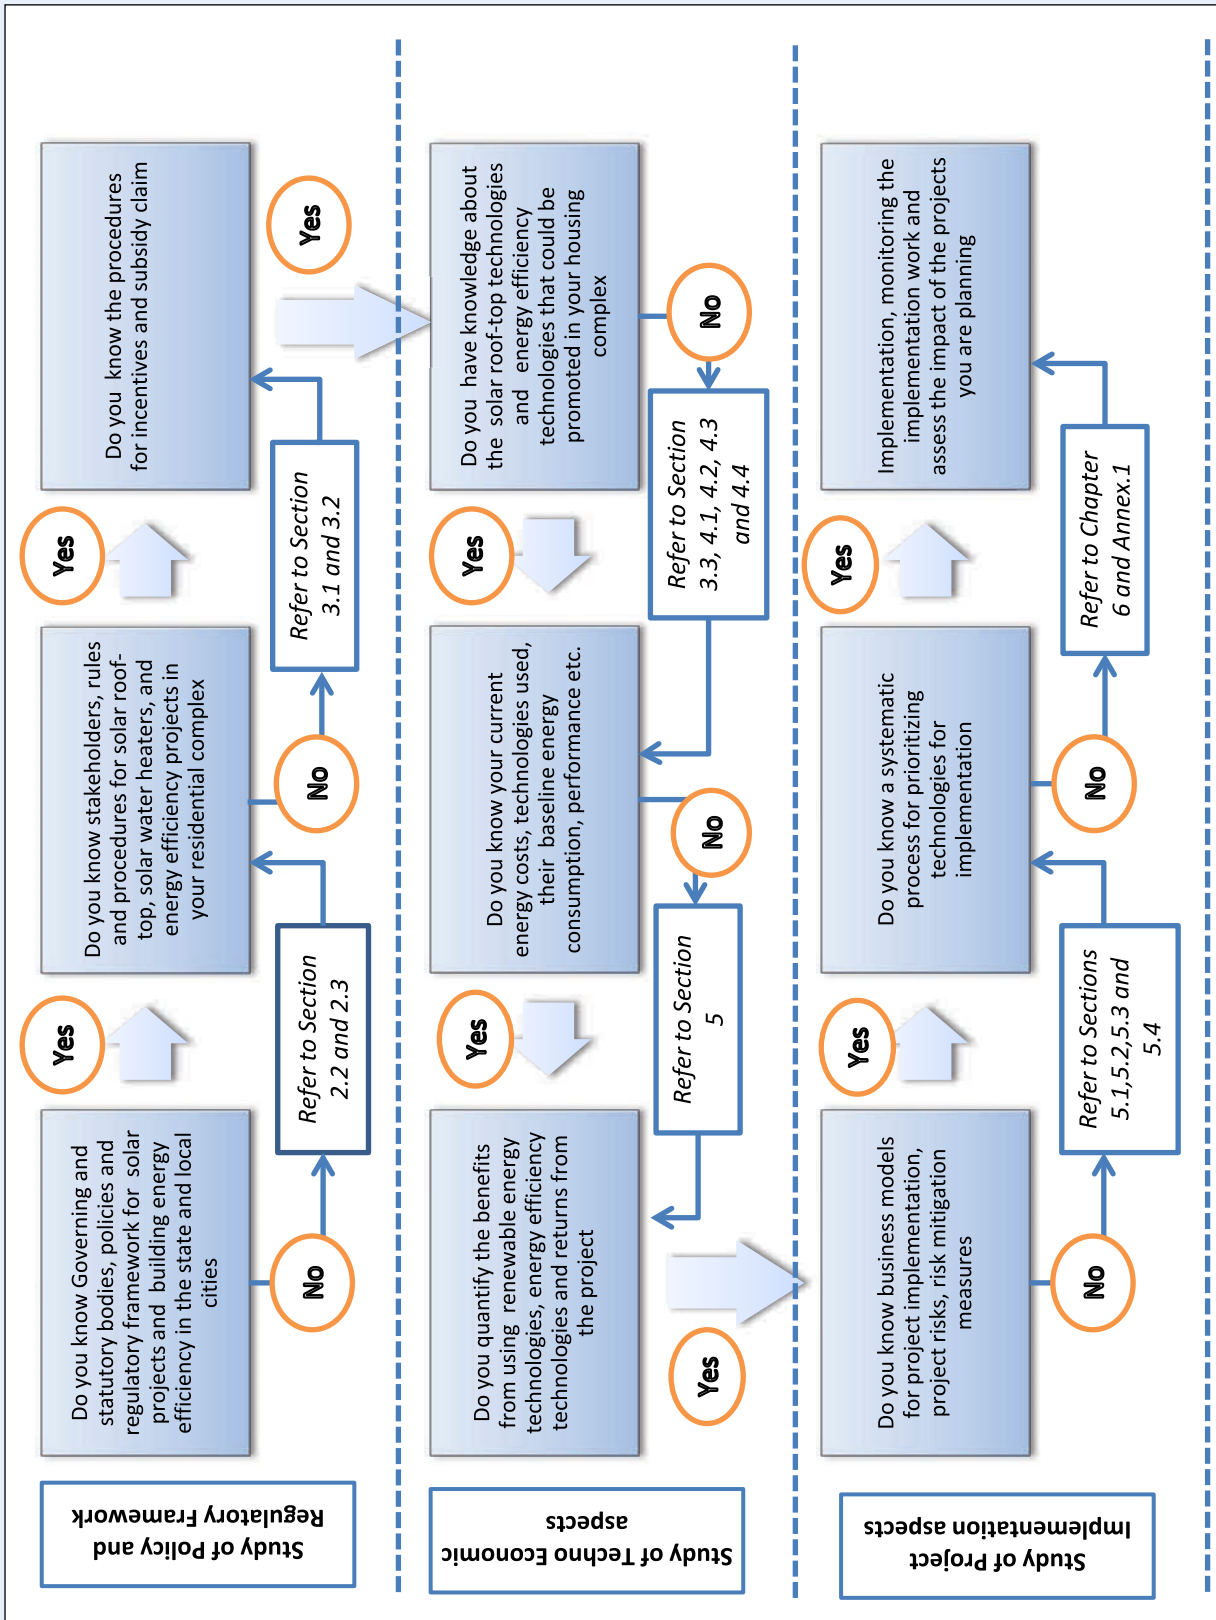 Study of Policy and
Regulatory Framework
Do you know Governing and
statutory bodies, policies and
regulatory framework for solar
projects and building energy
efficiency in the state and local
cities
No
Refer to Section
2.2 and 2.3
Yes
Do you know stakeholders, rules
and procedures for solar roof-
top, solar water heaters, and
energy efficiency projects in
your residential complex
No
Refer to Section
3.1 and 3.2
Yes
Do you know the procedures
for incentives and subsidy claim
Yes
Study of Techno Economic
aspects
Do you have knowledge about
the solar roof-top technologies
and energy efficiency
technologies that could be
promoted in your housing
complex
No
Refer to Section
3.3, 4.1, 4.2, 4.3
and 4.4
Yes
Do you know your current
energy costs, technologies used,
their baseline energy
consumption, performance etc.
No
Refer to Section
5
Yes
Do you quantify the benefits
from using renewable energy
technologies, energy efficiency
technologies and returns from
the project
Yes
Study of Project
Implementation aspects
Do you know business models
for project implementation,
project risks, risk mitigation
measures
No
Refer to Sections
5.1,5.2,5.3 and
5.4
Yes
Do you know a systematic
process for prioritizing
technologies for
implementation
No
Refer to Chapter
6 and Annex.1
Yes
Implementation, monitoring the
implementation work and
assess the impact of the projects
you are planning